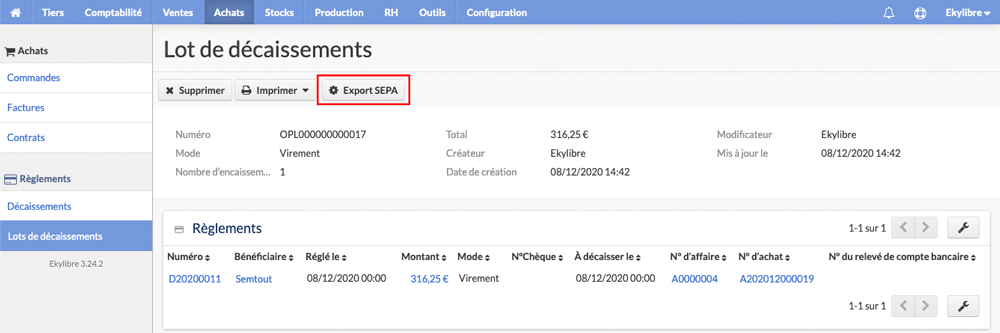 Tiers Comptabilité Ventes Achats Stocks Production RH Outils Configuration Ekylibre
Achats
Commandes
Factures
Contrats
Règlements
Décaissements
Lots de décaissements
Ekylibre 3.24.2
Lot de décaissements
Supprimer Imprimer Export SEPA
Numéro OPL000000000017 Total 316,25 € Modificateur Ekylibre
Mode Virement Créateur Ekylibre Mis à jour le 08/12/2020 14:42
Nombre d'encaissem... 1 Date de création 08/12/2020 14:42
Règlements 1-1 sur 1
Numéro Bénéficiaire Réglé le Montant Mode N°Chèque À décaisser le N° d'affaire N° d'achat N° du relevé de compte bancaire
D20200011 Semtout 08/12/2020 00:00 316,25 € Virement 08/12/2020 00:00 A0000004 A202012000019
1-1 sur 1